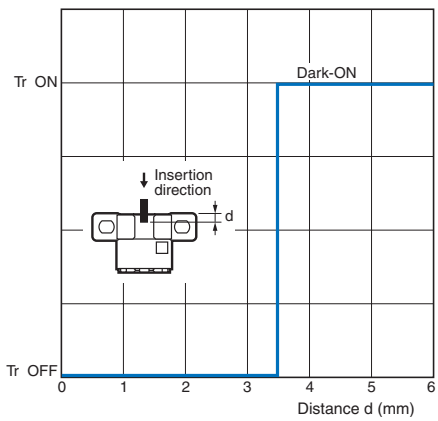 Dark-ON
Tr ON
Insertion
direction
d
Tr OFF
0 1 2 3 4 5 6
Distance d (mm)